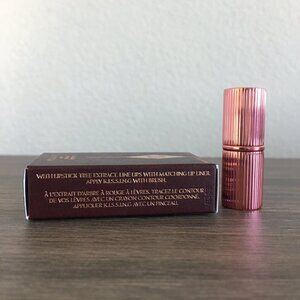 WITH LIPSTICK TREE EXTRACT. LINE LIPS WITH MATCHING LIP LINER.
APPLY K.I.S.S.I.N.G WITH BRUSH.
À L'EXTRAIT D'ARBRE À ROUGE À LÈVRES. TRACEZ LE CONTOUR
DE VOS LÈVRES AVEC UN CRAYON CONTOUR COORDONNÉ.
APPLIQUER K.I.S.S.I.N.G AVEC UN PINCEAU.